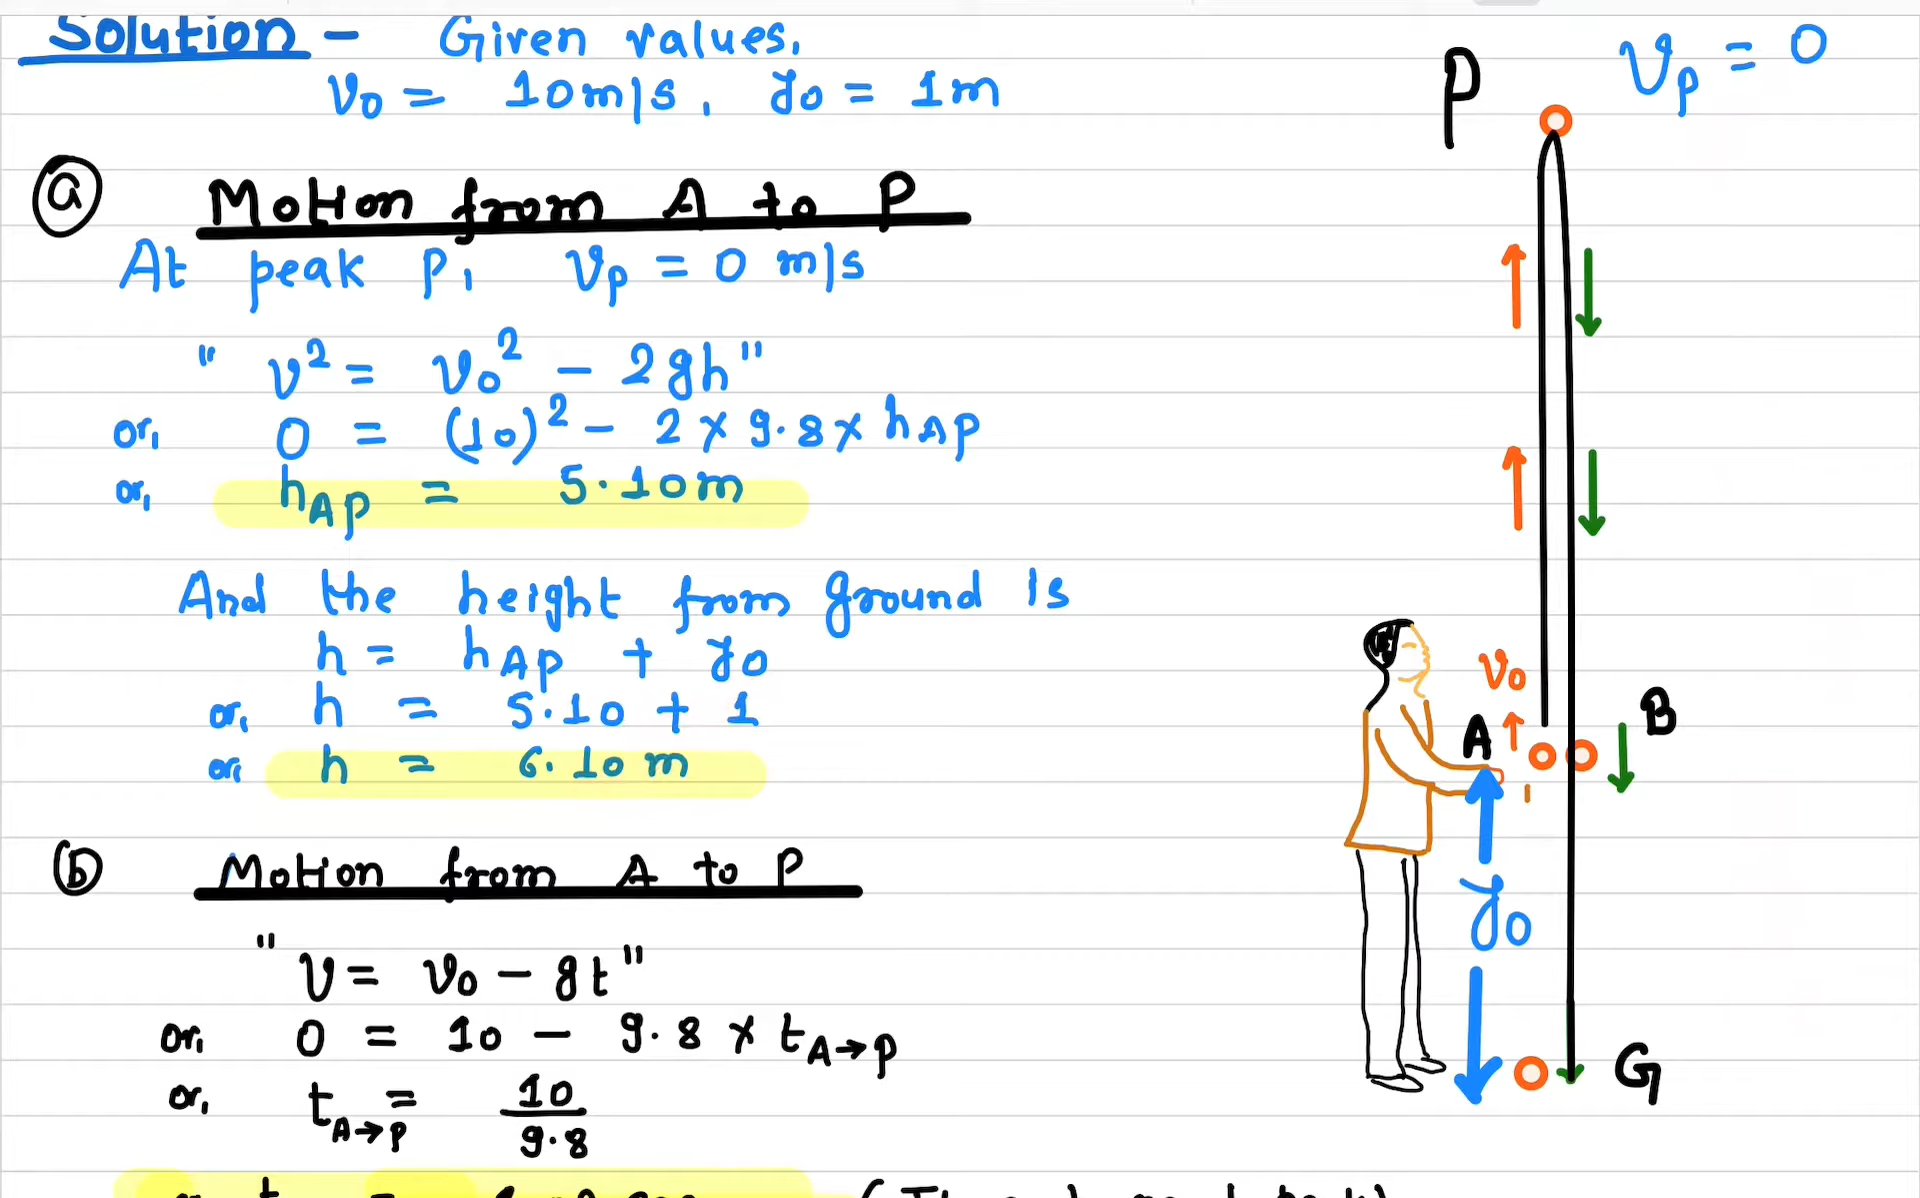 Solution - Given values,
v₀ = 10m/s, y₀ = 1m
(a) Motion from A to P
At peak P, vₚ = 0 m/s
" v² = v₀² - 2gh"
or, 0 = (10)² - 2 × 9.8 × hAP
or, hAP = 5.10m
And the height from ground is
h = hAP + y₀
or, h = 5.10 + 1
or, h = 6.10 m
(b) Motion from A to P
" v = v₀ - gt"
or, 0 = 10 - 9.8 × tA→P
or, tA→P = 10/9.8
P vₚ = 0
v₀
A
B
y₀
G